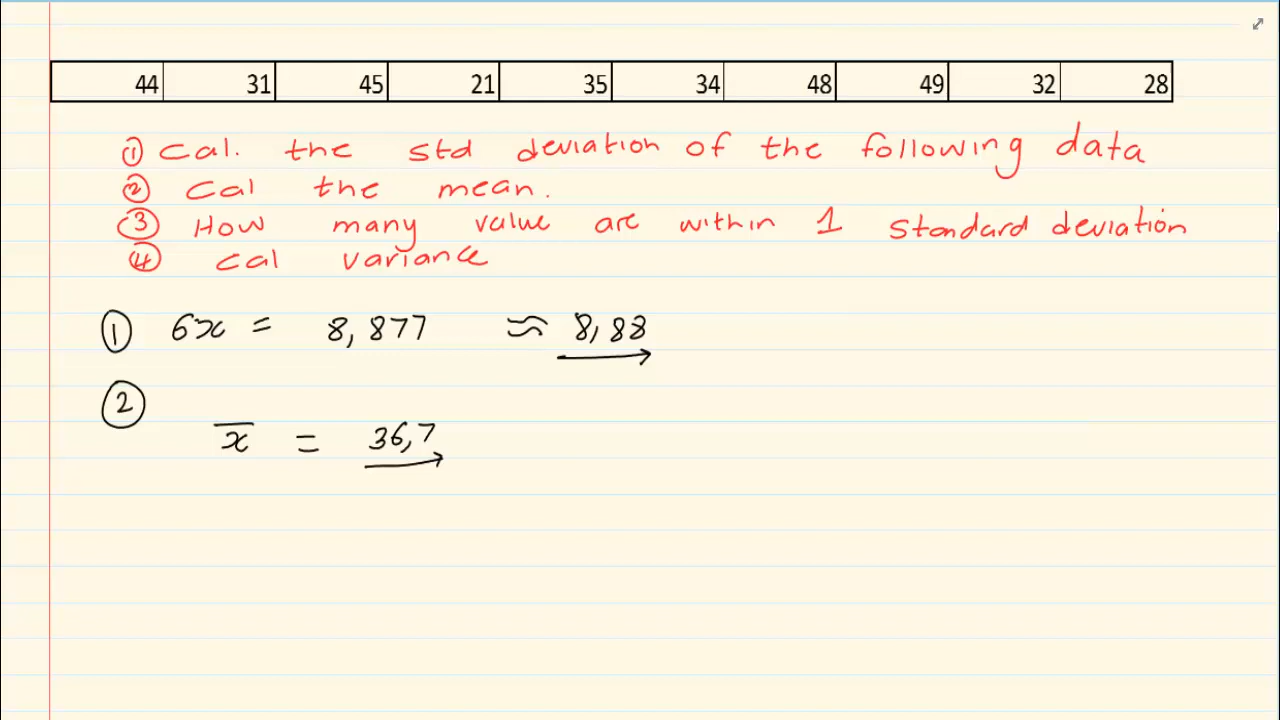 44 31 45 21 35 34 48 49 32 28
① Cal. the std deviation of the following data
② Cal the mean.
③ How many value are within 1 standard deviation
④ cal variance
① σx = 8,877 ≈ 8,88
②
x̄ = 36,7